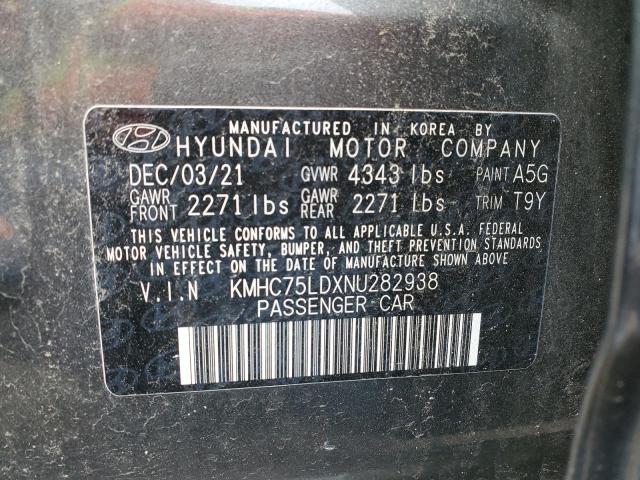 MANUFACTURED IN KOREA BY
HYUNDAI MOTOR COMPANY
DEC/03/21 GVWR 4343 lbs PAINT A5G
GAWR FRONT 2271 lbs GAWR REAR 2271 Lbs TRIM T9Y
THIS VEHICLE CONFORMS TO ALL APPLICABLE U.S.A. FEDERAL
MOTOR VEHICLE SAFETY, BUMPER, AND THEFT PREVENTION STANDARDS
IN EFFECT ON THE DATE OF MANUFACTURE SHOWN ABOVE
V.I.N KMHC75LDXNU282938
PASSENGER CAR